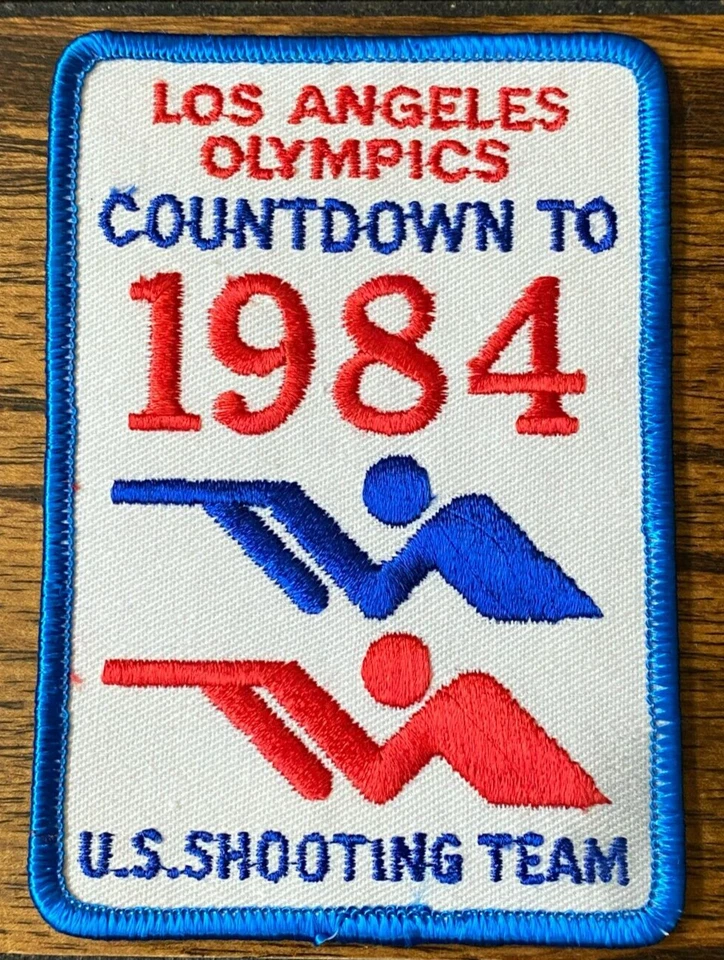 LOS ANGELES
OLYMPICS
COUNTDOWN TO
1984
U.S.SHOOTING TEAM